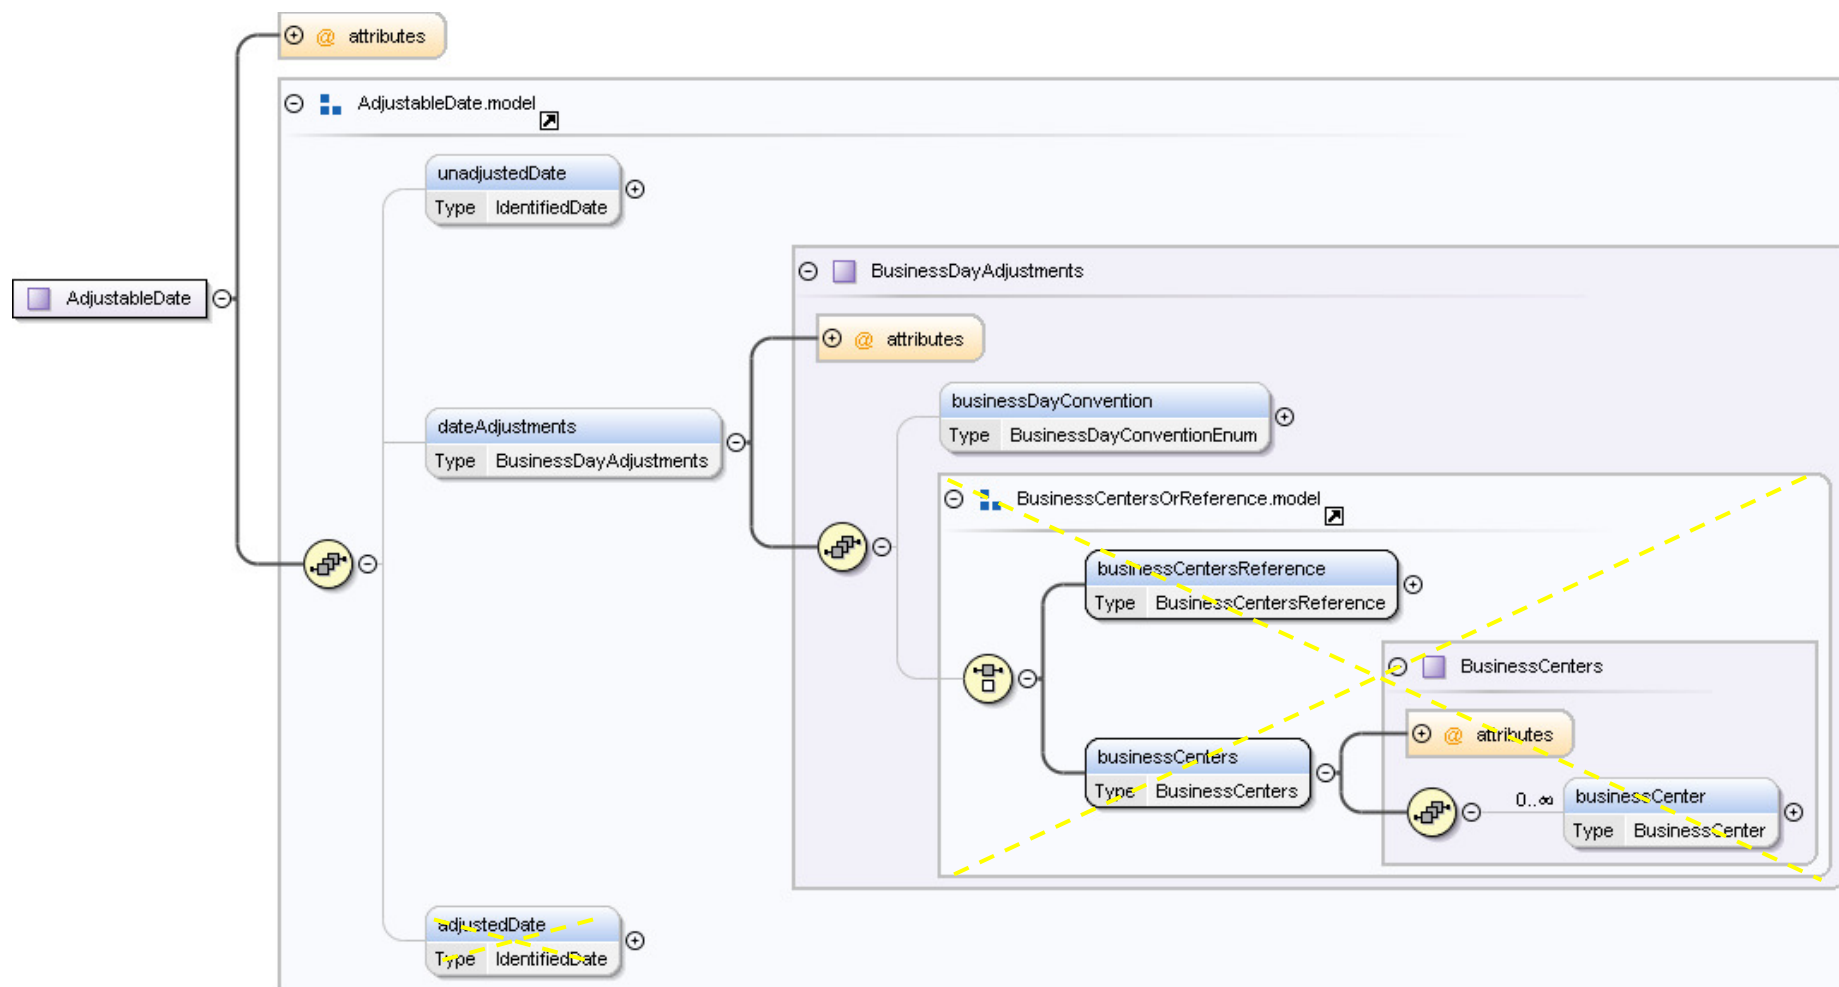 @ attributes
AdjustableDate.model
unadjustedDate
Type IdentifiedDate
AdjustableDate
BusinessDayAdjustments
@ attributes
businessDayConvention
Type BusinessDayConventionEnum
dateAdjustments
Type BusinessDayAdjustments
BusinessCentersOrReference.model
businessCentersReference
Type BusinessCentersReference
BusinessCenters
@ attributes
businessCenters
Type BusinessCenters
0..∞
businessCenter
Type BusinessCenter
adjustedDate
Type IdentifiedDate